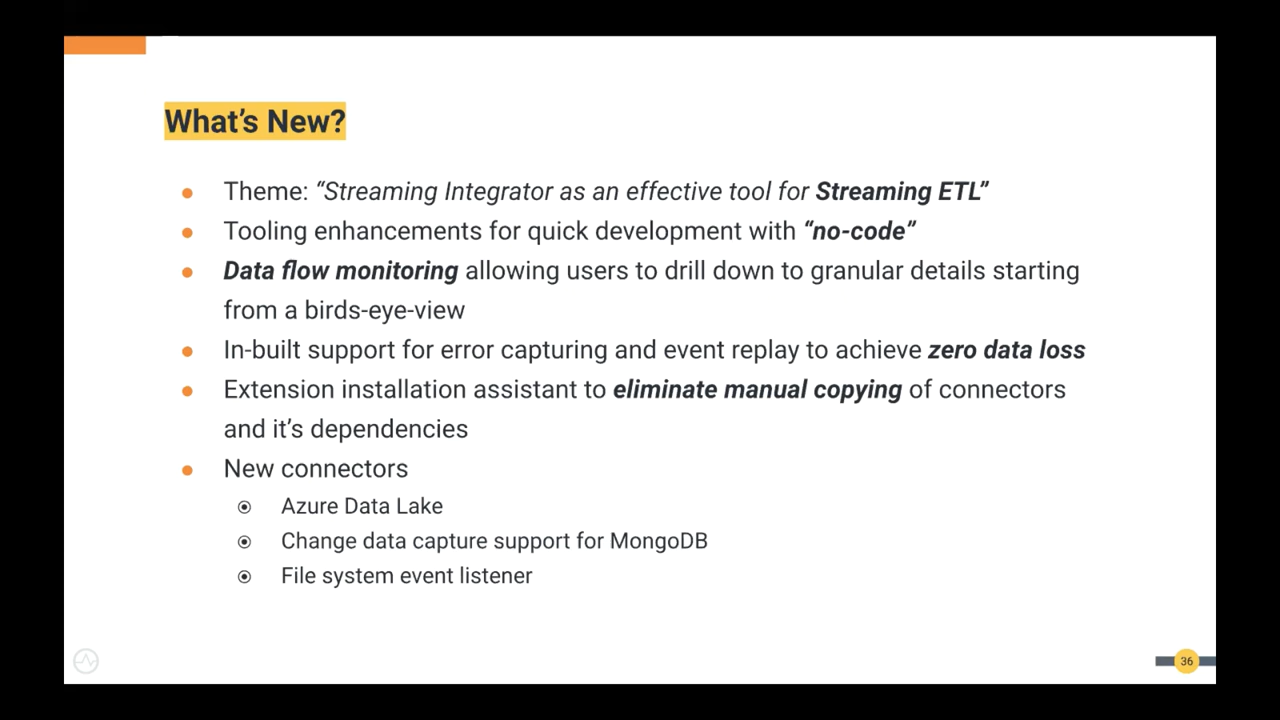 What’s New?
Theme: “Streaming Integrator as an effective tool for Streaming ETL”
Tooling enhancements for quick development with “no-code”
Data flow monitoring allowing users to drill down to granular details starting
from a birds-eye-view
In-built support for error capturing and event replay to achieve zero data loss
Extension installation assistant to eliminate manual copying of connectors
and it’s dependencies
New connectors
Azure Data Lake
Change data capture support for MongoDB
File system event listener
36